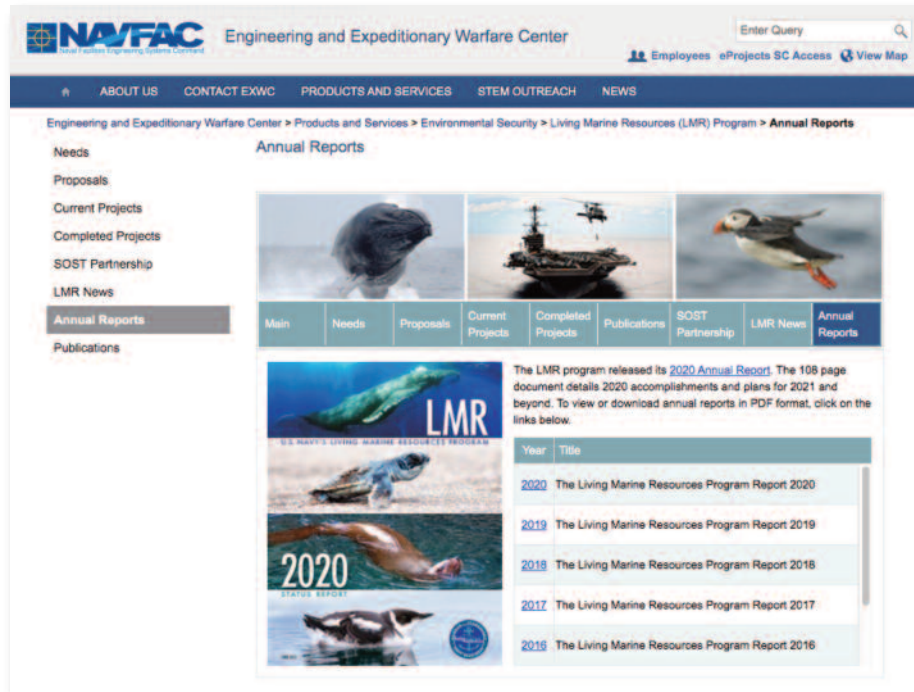 NAVFAC
Naval Facilities Engineering Systems Command
Engineering and Expeditionary Warfare Center
Enter Query
Employees eProjects SC Access View Map
ABOUT US CONTACT EXWC PRODUCTS AND SERVICES STEM OUTREACH NEWS
Engineering and Expeditionary Warfare Center > Products and Services > Environmental Security > Living Marine Resources (LMR) Program > Annual Reports
Needs
Proposals
Current Projects
Completed Projects
SOST Partnership
LMR News
Annual Reports
Publications
Annual Reports
Main
Needs
Proposals
Current
Projects
Completed
Projects
Publications
SOST
Partnership
LMR News
Annual
Reports
LMR
U.S. NAVY'S LIVING MARINE RESOURCES PROGRAM
2020
STATUS REPORT
The LMR program released its 2020 Annual Report. The 108 page
document details 2020 accomplishments and plans for 2021 and
beyond. To view or download annual reports in PDF format, click on the
links below.
Year Title
2020 The Living Marine Resources Program Report 2020
2019 The Living Marine Resources Program Report 2019
2018 The Living Marine Resources Program Report 2018
2017 The Living Marine Resources Program Report 2017
2016 The Living Marine Resources Program Report 2016